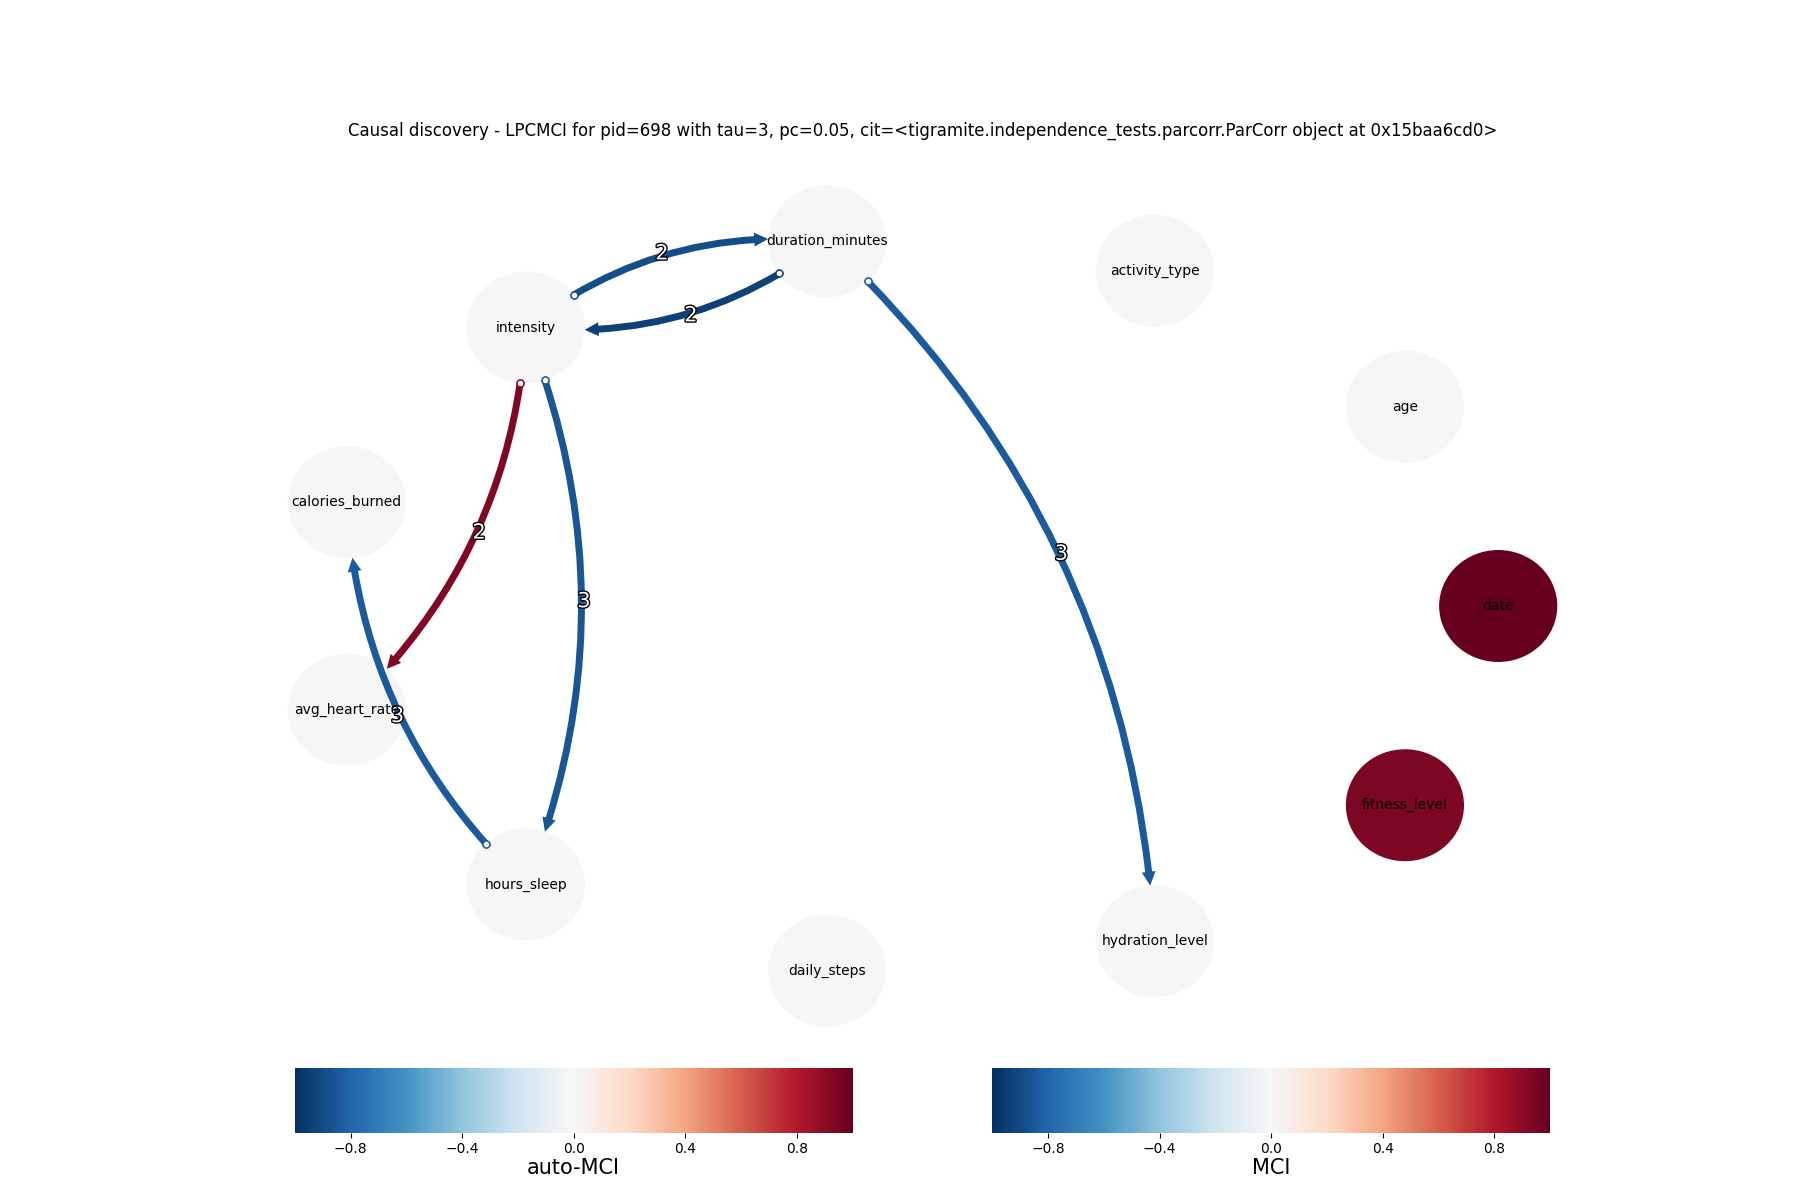 Causal discovery - LPCMCI for pid=698 with tau=3, pc=0.05, cit=<tigramite.independence_tests.parcorr.ParCorr object at 0x15baa6cd0>
duration_minutes
2
activity_type
2
intensity
age
calories_burned
2
3
3
date
avg_heart_rate
3
fitness_level
hours_sleep
hydration_level
daily_steps
−0.8 −0.4 0.0 0.4 0.8
auto-MCI
−0.8 −0.4 0.0 0.4 0.8
MCI